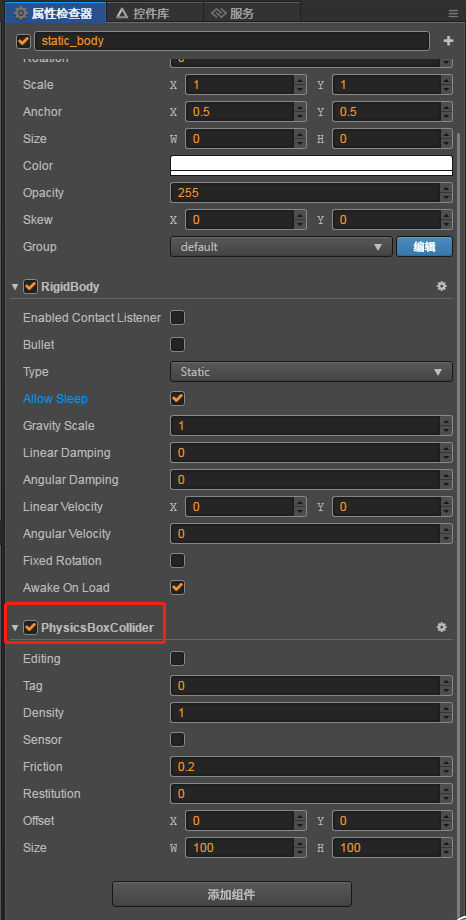 属性检查器 控件库 服务
static_body
Rotation 0
Scale X 1 Y 1
Anchor X 0.5 Y 0.5
Size W 0 H 0
Color
Opacity 255
Skew X 0 Y 0
Group default 编辑
RigidBody
Enabled Contact Listener
Bullet
Type Static
Allow Sleep
Gravity Scale 1
Linear Damping 0
Angular Damping 0
Linear Velocity X 0 Y 0
Angular Velocity 0
Fixed Rotation
Awake On Load
PhysicsBoxCollider
Editing
Tag 0
Density 1
Sensor
Friction 0.2
Restitution 0
Offset X 0 Y 0
Size W 100 H 100
添加组件